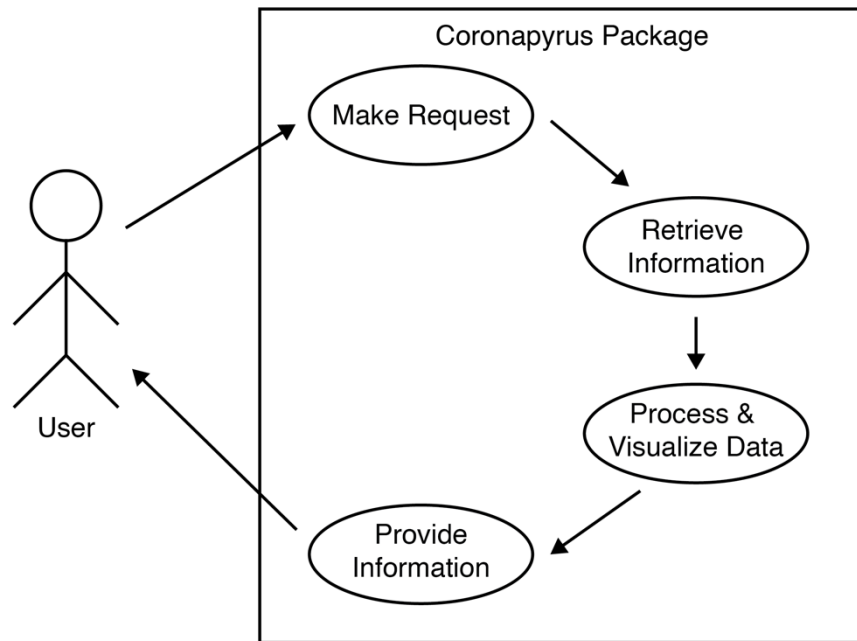 Coronapyrus Package
Make Request
Retrieve
Information
Process &
Visualize Data
User
Provide
Information